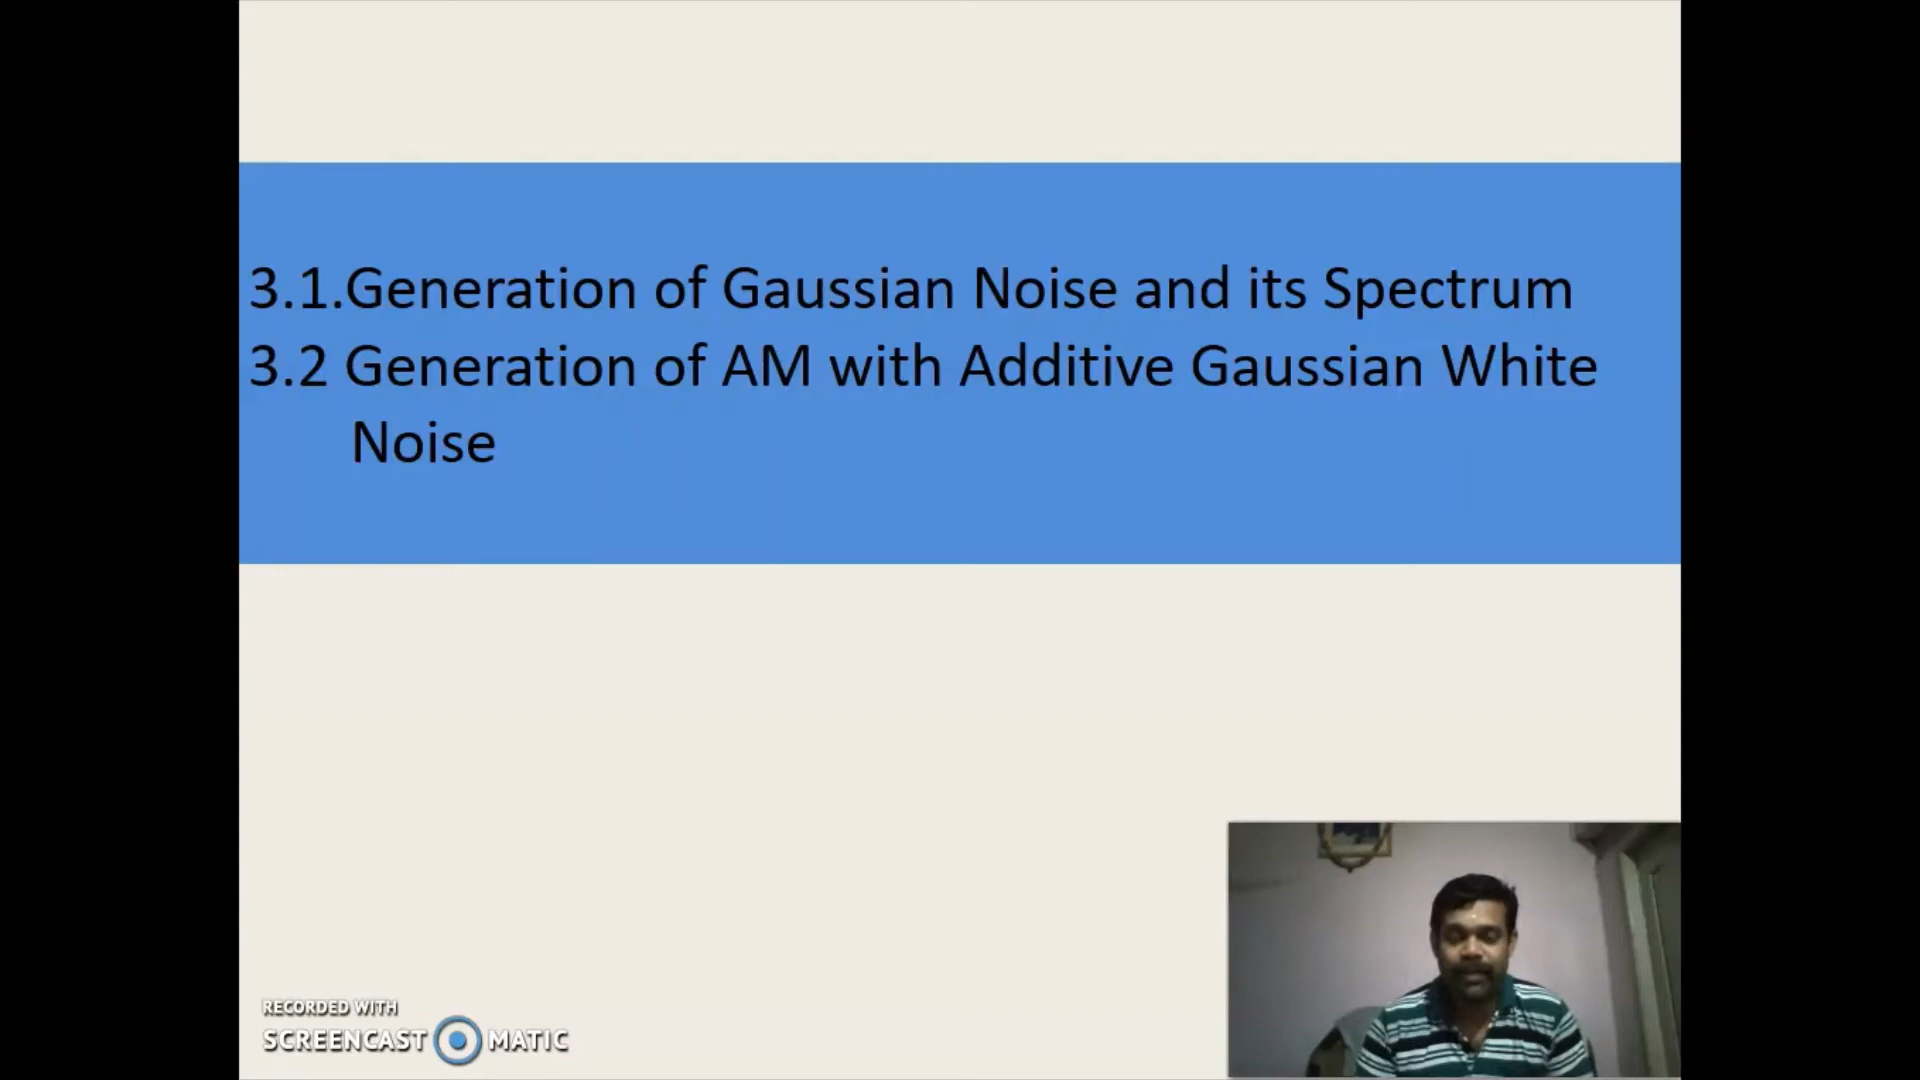 3.1.Generation of Gaussian Noise and its Spectrum
3.2 Generation of AM with Additive Gaussian White
Noise
RECORDED WITH
SCREENCAST MATIC